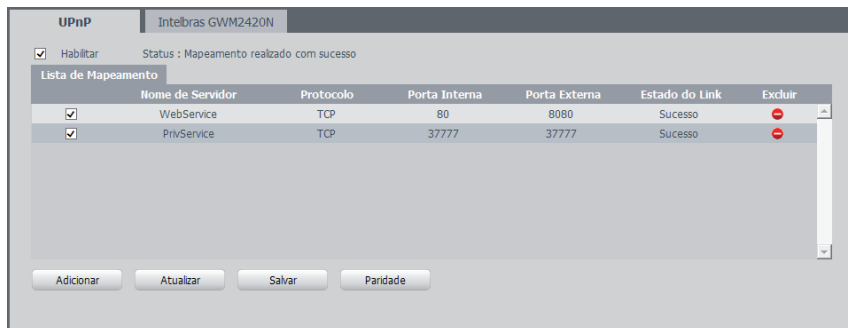 UPnP Intelbras GWM2420N
Habilitar Status : Mapeamento realizado com sucesso
Lista de Mapeamento
Nome de Servidor Protocolo Porta Interna Porta Externa Estado do Link Excluir
WebService TCP 80 8080 Sucesso
PrivService TCP 37777 37777 Sucesso
Adicionar Atualizar Salvar Paridade